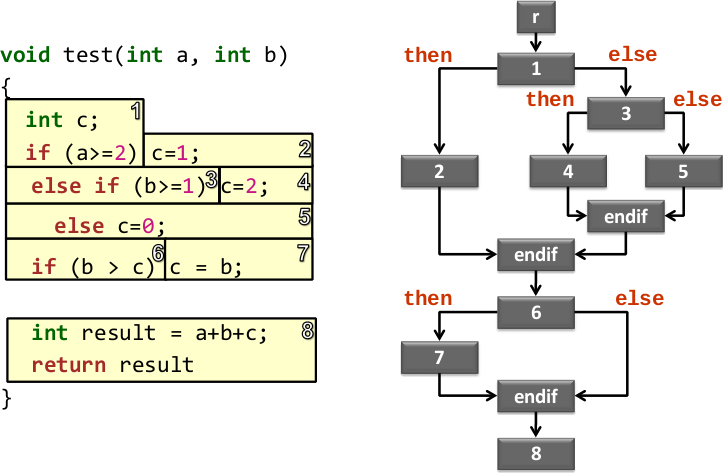 void test(int a, int b)
{
int c; 1
if (a>=2) c=1; 2
else if (b>=1) 3 c=2; 4
else c=0; 5
if (b > c) 6 c = b; 7
int result = a+b+c; 8
return result
}
r
then else
1
then else
3
2 4 5
endif
endif
then else
6
7
endif
8